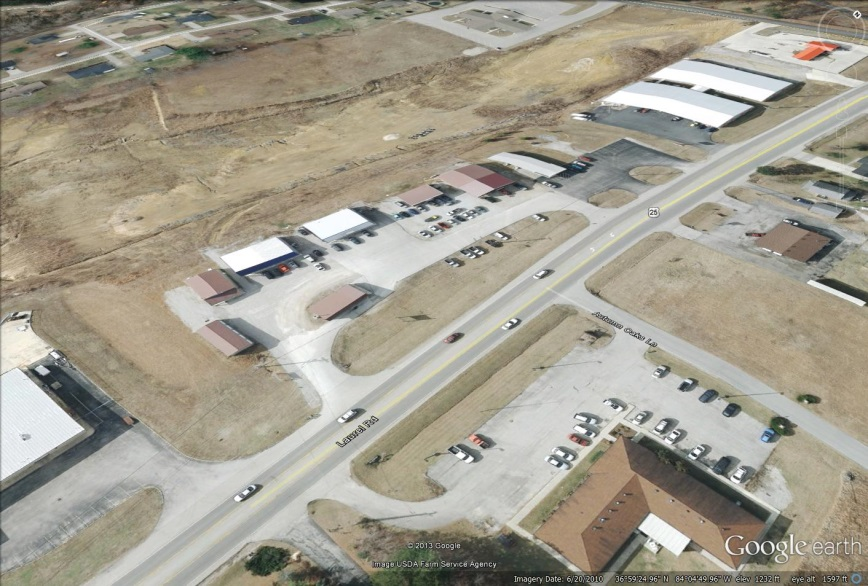 25
Autumn Oaks Ln
Laurel Rd
© 2013 Google
Image USDA Farm Service Agency
Google earth
Imagery Date: 6/20/2010 36°59'24.96" N 84°04'49.96" W elev 1232 ft eye alt 1597 ft